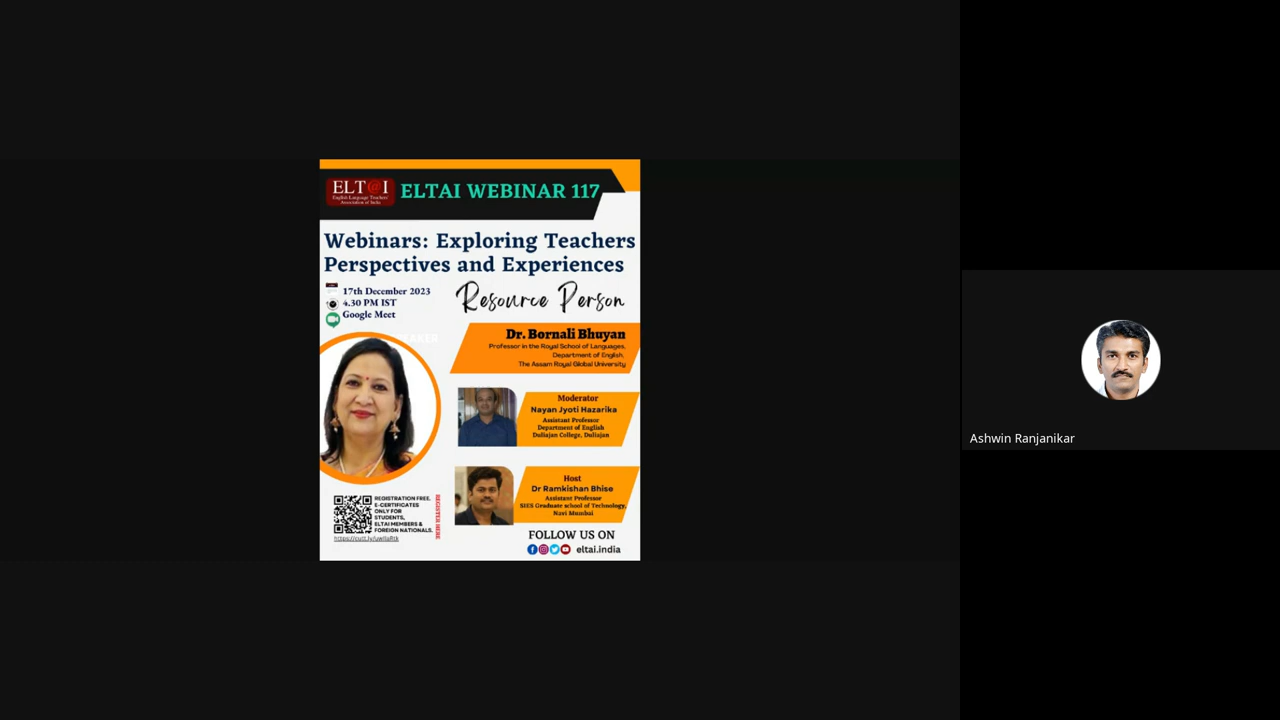 ELT@I
English Language Teachers'
Association of India
ELTAI WEBINAR 117
Webinars: Exploring Teachers
Perspectives and Experiences
17th December 2023
4.30 PM IST
Google Meet
Resource Person
Dr. Bornali Bhuyan
Professor in the Royal School of Languages,
Department of English,
The Assam Royal Global University
Moderator
Nayan Jyoti Hazarika
Assistant Professor
Department of English
Duliajan College, Duliajan
Host
Dr Ramkishan Bhise
Assistant Professor
SIES Graduate school of Technology,
Navi Mumbai
REGISTRATION FREE.
E-CERTIFICATES
ONLY FOR
STUDENTS,
ELTAI MEMBERS &
FOREIGN NATIONALS.
REGISTER HERE
FOLLOW US ON
eltai.india
Ashwin Ranjanikar